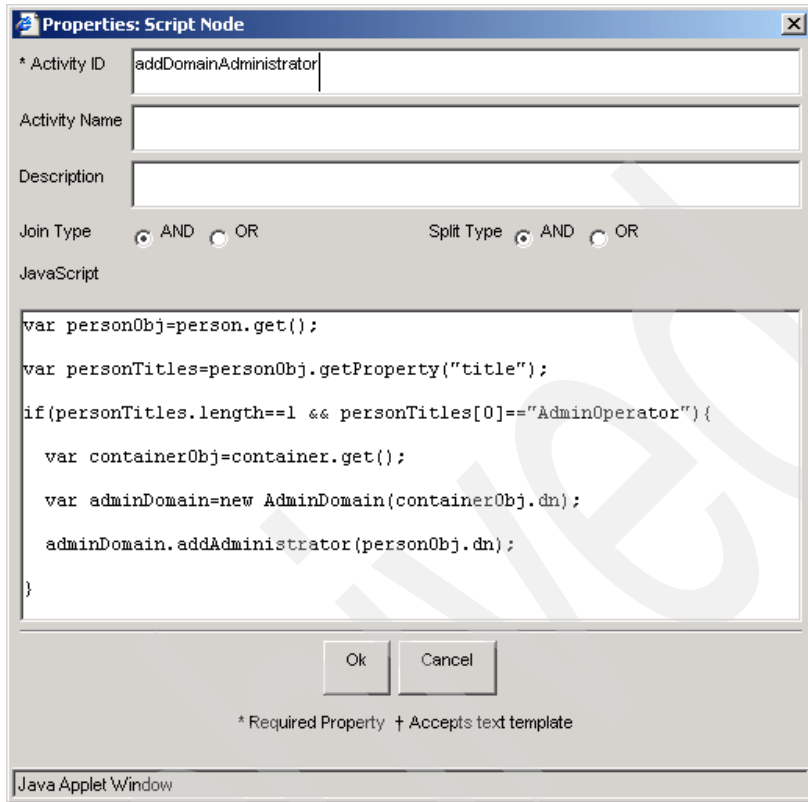 Properties: Script Node
* Activity ID addDomainAdministrator
Activity Name
Description
Join Type AND OR Split Type AND OR
JavaScript
var personObj=person.get();
var personTitles=personObj.getProperty("title");
if(personTitles.length==1 && personTitles[0]=="AdminOperator"){
var containerObj=container.get();
var adminDomain=new AdminDomain(containerObj.dn);
adminDomain.addAdministrator(personObj.dn);
}
Ok Cancel
* Required Property † Accepts text template
Java Applet Window